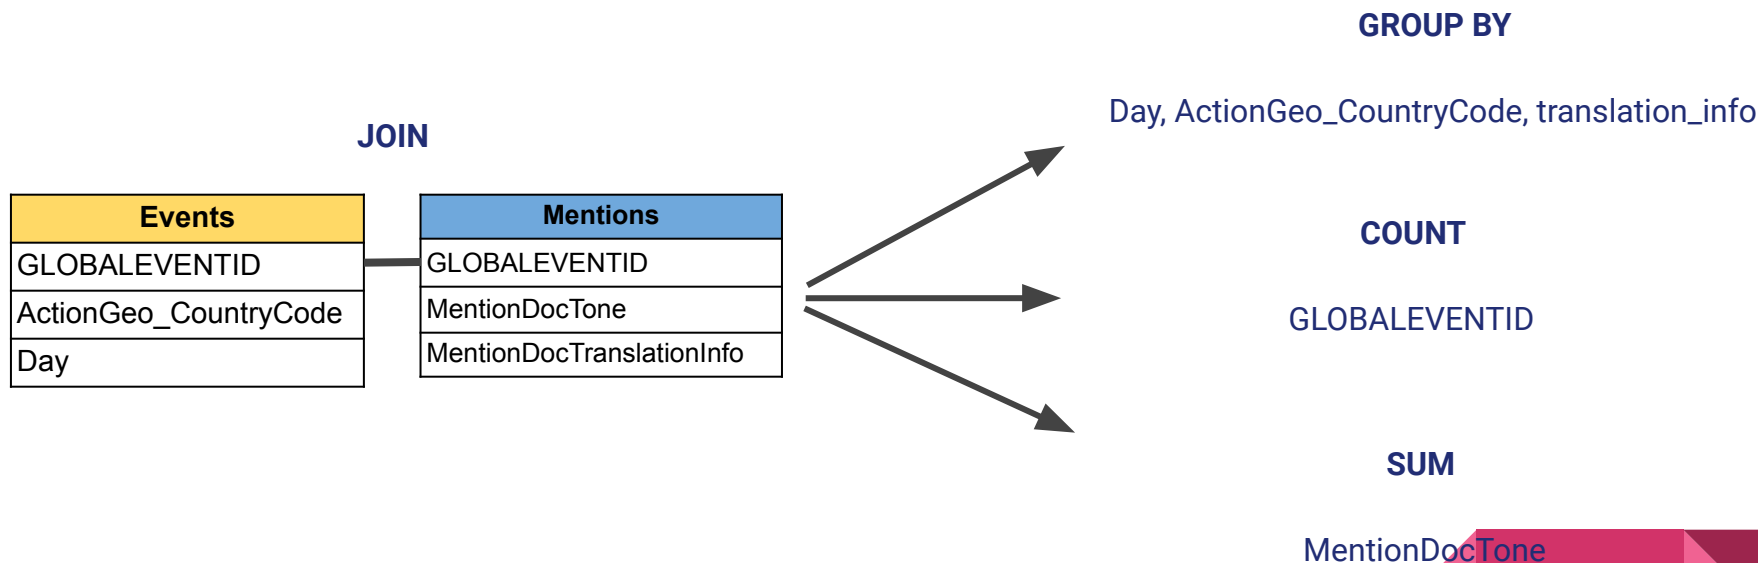 JOIN
Events
GLOBALEVENTID
ActionGeo_CountryCode
Day
Mentions
GLOBALEVENTID
MentionDocTone
MentionDocTranslationInfo
GROUP BY
Day, ActionGeo_CountryCode, translation_info
COUNT
GLOBALEVENTID
SUM
MentionDocTone